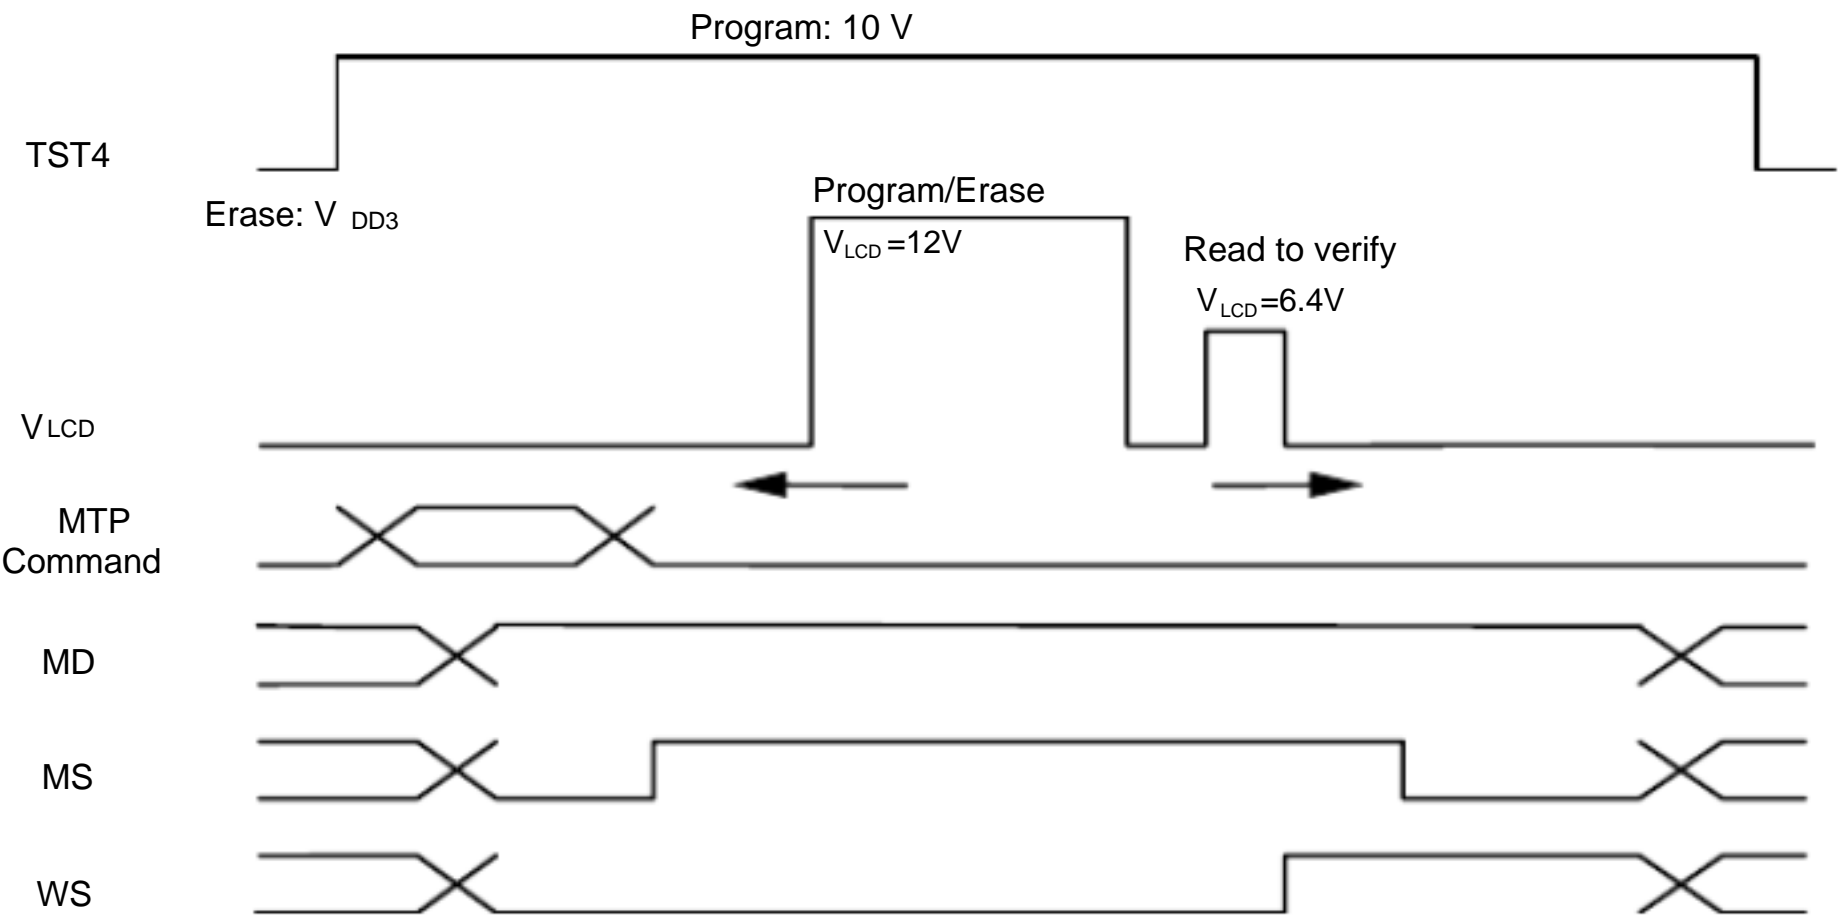 Program: 10 V
TST4
Program/Erase
Erase: V DD3
VLCD =12V
Read to verify
VLCD =6.4V
VLCD
MTP
Command
MD
MS
WS